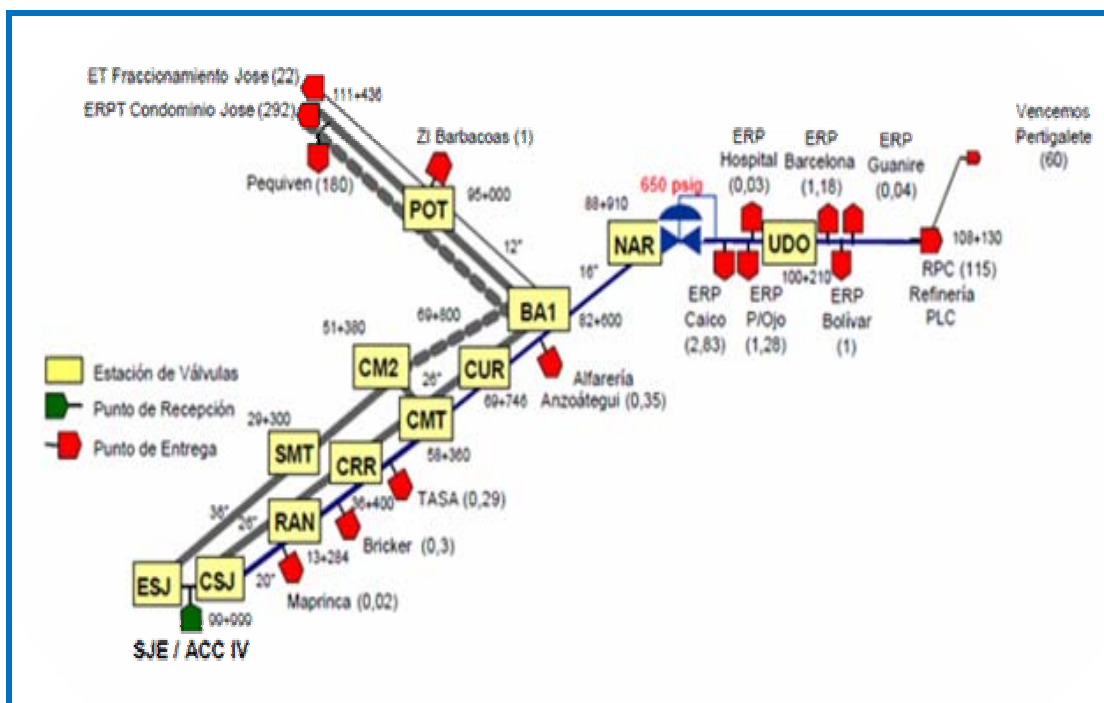 ET Fraccionamiento Jose (22)
111+436
ERPT Condominio Jose (292)
Pequiven (180)
ZI Barbacoas (1)
POT
95+000
12"
Vencemos
Pertigalete
(60)
ERP
Hospital
(0,03)
ERP
Barcelona
(1,18)
ERP
Guanire
(0,04)
650 psig
88+910
NAR
UDO
100+210
108+130
RPC (115)
Refinería
PLC
16"
ERP
Caico
(2,83)
ERP
P/Ojo
(1,28)
ERP
Bolívar
(1)
69+800
BA1
82+600
51+380
CM2
26"
CUR
69+746
Alfarería
Anzoátegui (0,35)
CMT
58+360
Estación de Válvulas
Punto de Recepción
Punto de Entrega
29+300
SMT
CRR
36+400
TASA (0,29)
36"
26"
RAN
13+284
Bricker (0,3)
ESJ
CSJ
20"
Maprinca (0,02)
99+999
SJE / ACC IV